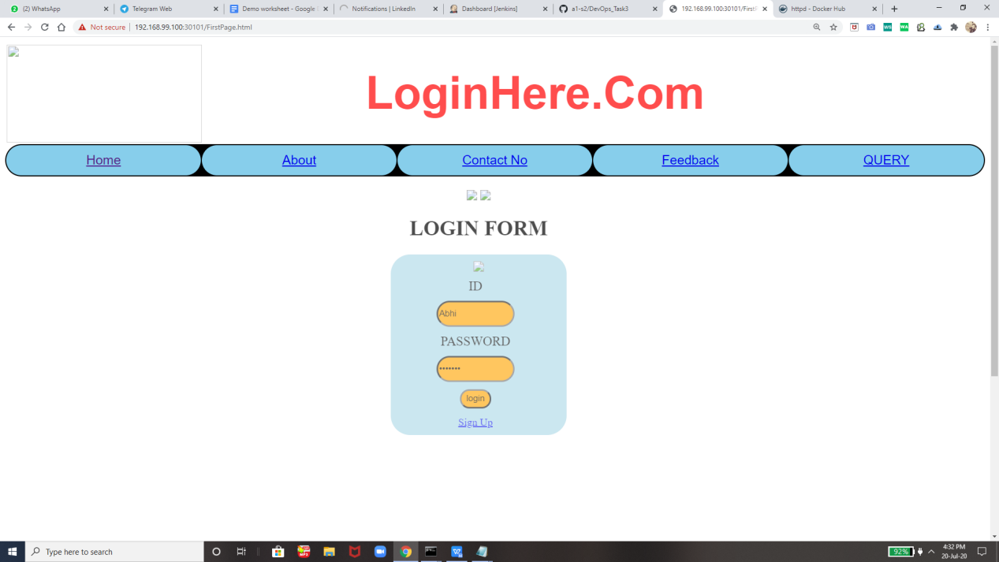 (2) WhatsApp
Telegram Web
Demo worksheet - Google
Notifications | LinkedIn
Dashboard [Jenkins]
a1-s2/DevOps_Task3
192.168.99.100:30101/First
httpd - Docker Hub
Not secure | 192.168.99.100:30101/FirstPage.html
LoginHere.Com
Home About Contact No Feedback QUERY
LOGIN FORM
ID
Abhi
PASSWORD
•••••••
login
Sign Up
Type here to search
92%
4:32 PM
20-Jul-20